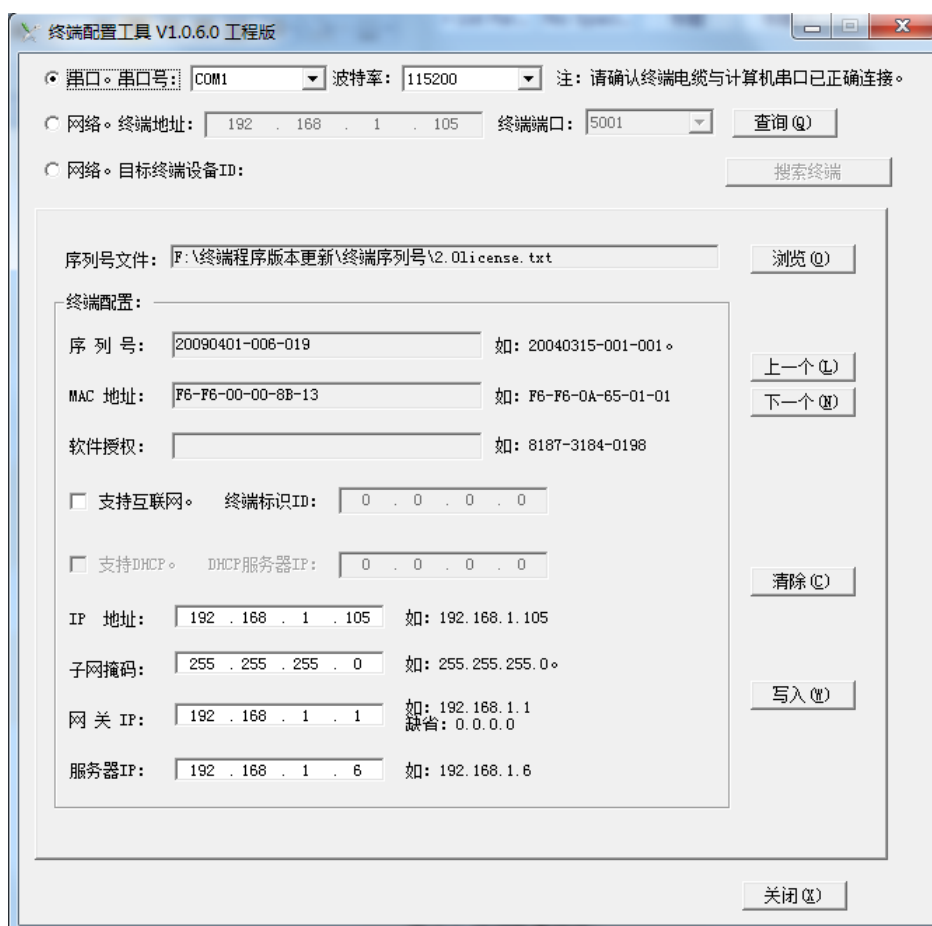 终端配置工具 V1.0.6.0 工程版
串口。串口号: COM1 波特率: 115200 注: 请确认终端电缆与计算机串口已正确连接。
网络。终端地址: 192 . 168 . 1 . 105 终端端口: 5001 查询(Q)
网络。目标终端设备ID: 搜索终端
序列号文件: F:\终端程序版本更新\终端序列号\2.0license.txt 浏览(O)
终端配置:
序 列 号: 20090401-006-019 如: 20040315-001-001。
上一个(L)
MAC 地址: F6-F6-00-00-8B-13 如: F6-F6-0A-65-01-01
下一个(N)
软件授权: 如: 8187-3184-0198
支持互联网。 终端标识ID: 0 . 0 . 0 . 0
支持DHCP。 DHCP服务器IP: 0 . 0 . 0 . 0
清除(C)
IP 地址: 192 . 168 . 1 . 105 如: 192.168.1.105
子网掩码: 255 . 255 . 255 . 0 如: 255.255.255.0。
写入(W)
网 关 IP: 192 . 168 . 1 . 1 如: 192.168.1.1
缺省: 0.0.0.0
服务器IP: 192 . 168 . 1 . 6 如: 192.168.1.6
关闭(X)